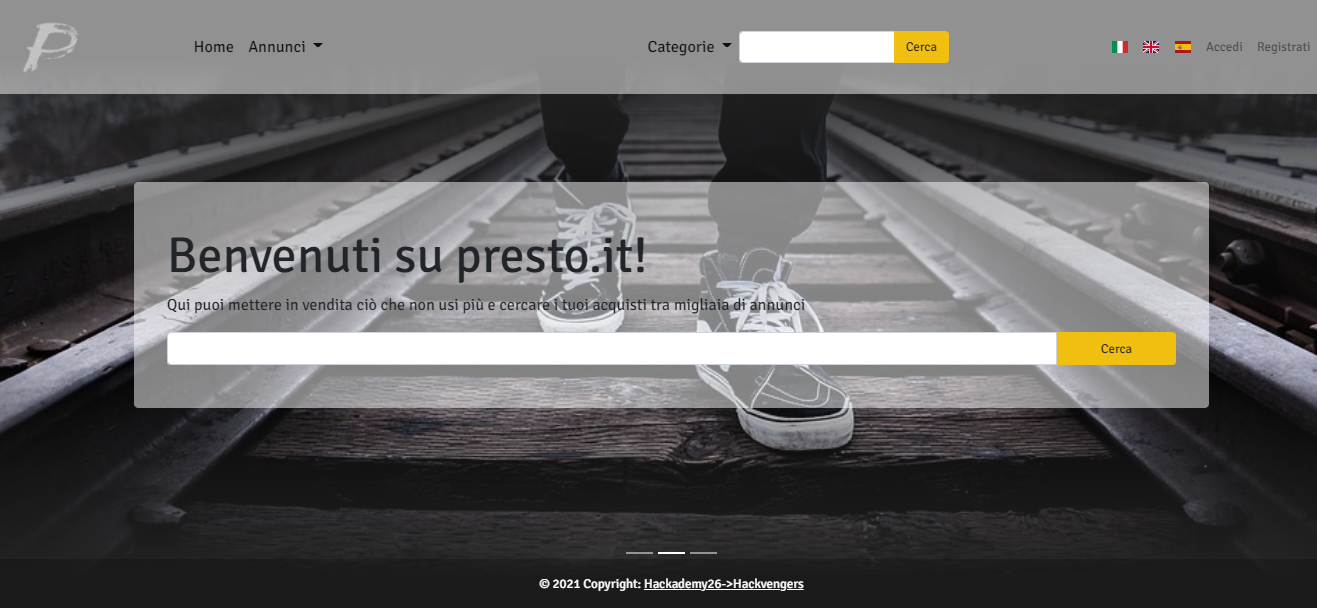 P
Home Annunci Categorie Cerca Accedi Registrati
Benvenuti su presto.it!
Qui puoi mettere in vendita ciò che non usi più e cercare i tuoi acquisti tra migliaia di annunci
Cerca
© 2021 Copyright: Hackademy26->Hackvengers